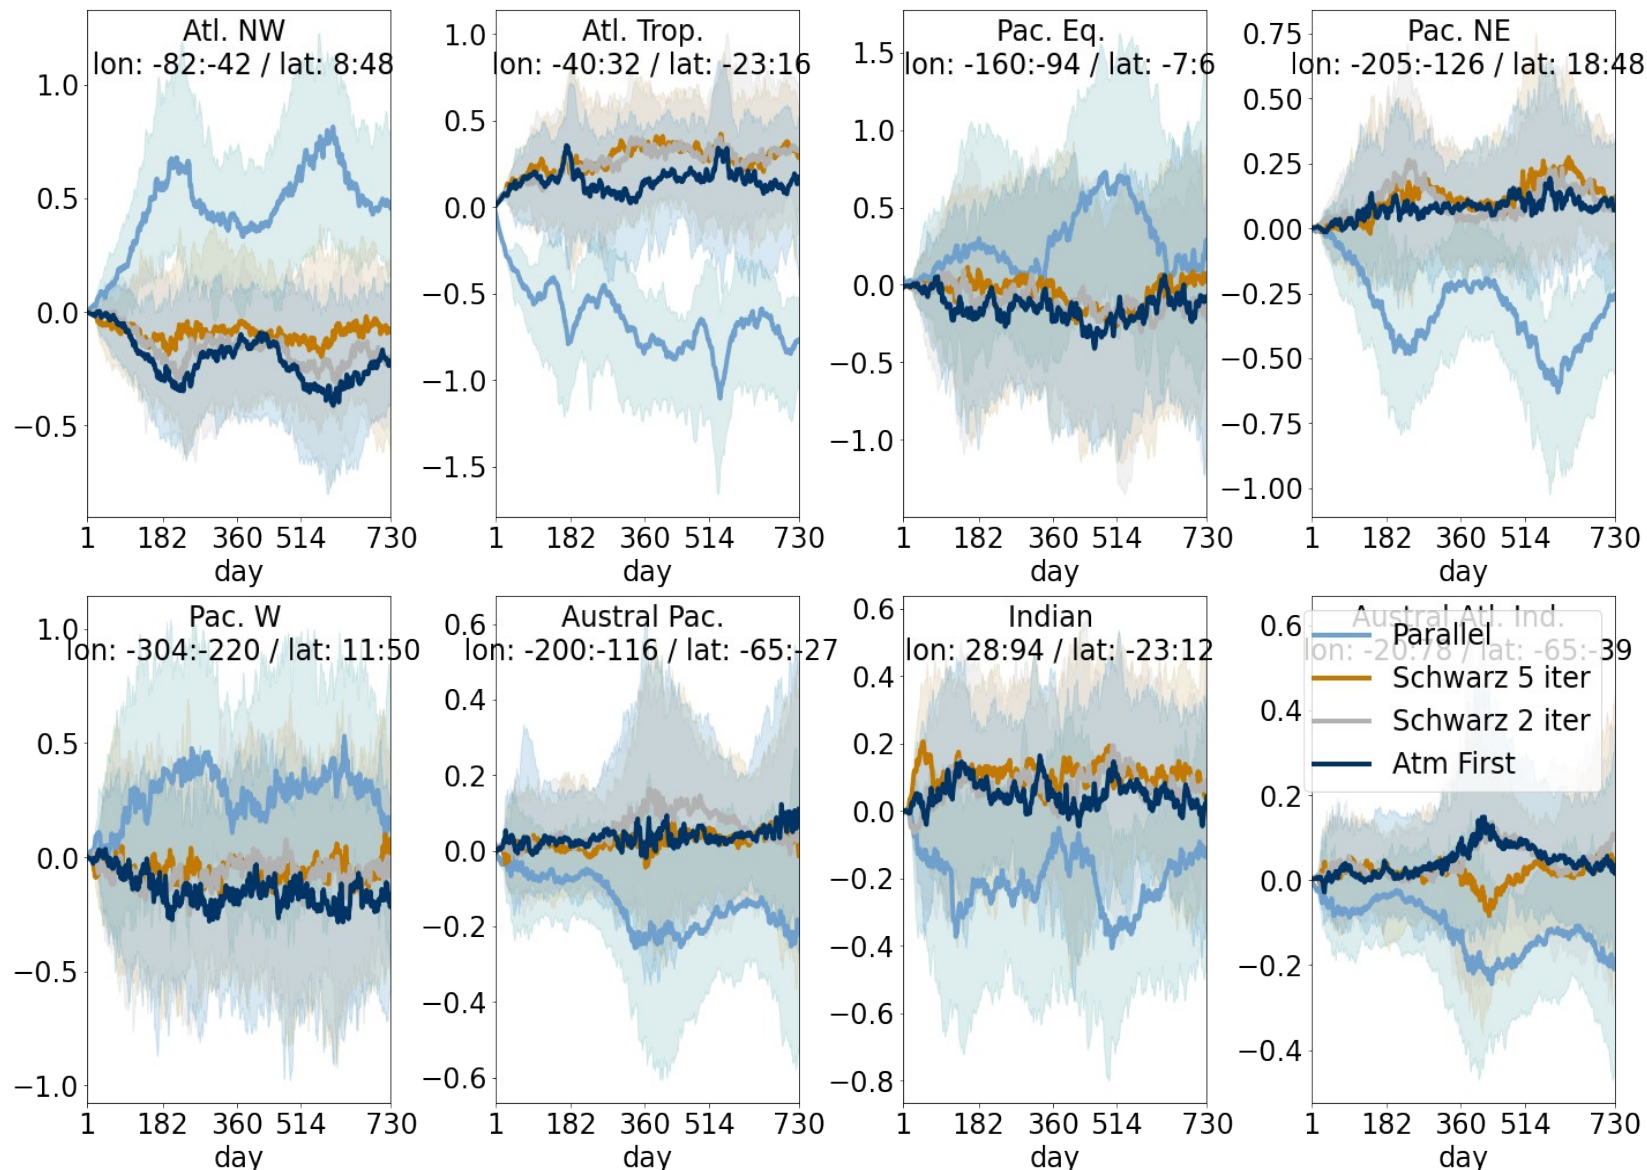 Atl. NW
lon: -82:-42 / lat: 8:48
1.0
0.5
0.0
−0.5
1 182 360 514 730
day
Atl. Trop.
lon: -40:32 / lat: -23:16
1.0
0.5
0.0
−0.5
−1.0
−1.5
1 182 360 514 730
day
Pac. Eq.
lon: -160:-94 / lat: -7:6
1.5
1.0
0.5
0.0
−0.5
−1.0
1 182 360 514 730
day
Pac. NE
lon: -205:-126 / lat: 18:48
0.75
0.50
0.25
0.00
−0.25
−0.50
−0.75
−1.00
1 182 360 514 730
day
Pac. W
lon: -304:-220 / lat: 11:50
1.0
0.5
0.0
−0.5
−1.0
1 182 360 514 730
day
Austral Pac.
lon: -200:-116 / lat: -65:-27
0.6
0.4
0.2
0.0
−0.2
−0.4
−0.6
1 182 360 514 730
day
Indian
lon: 28:94 / lat: -23:12
0.6
0.4
0.2
0.0
−0.2
−0.4
−0.6
−0.8
1 182 360 514 730
day
Austral Atl. Ind.
lon: -20:78 / lat: -65:-39
Parallel
Schwarz 5 iter
Schwarz 2 iter
Atm First
0.6
0.4
0.2
0.0
−0.2
−0.4
1 182 360 514 730
day